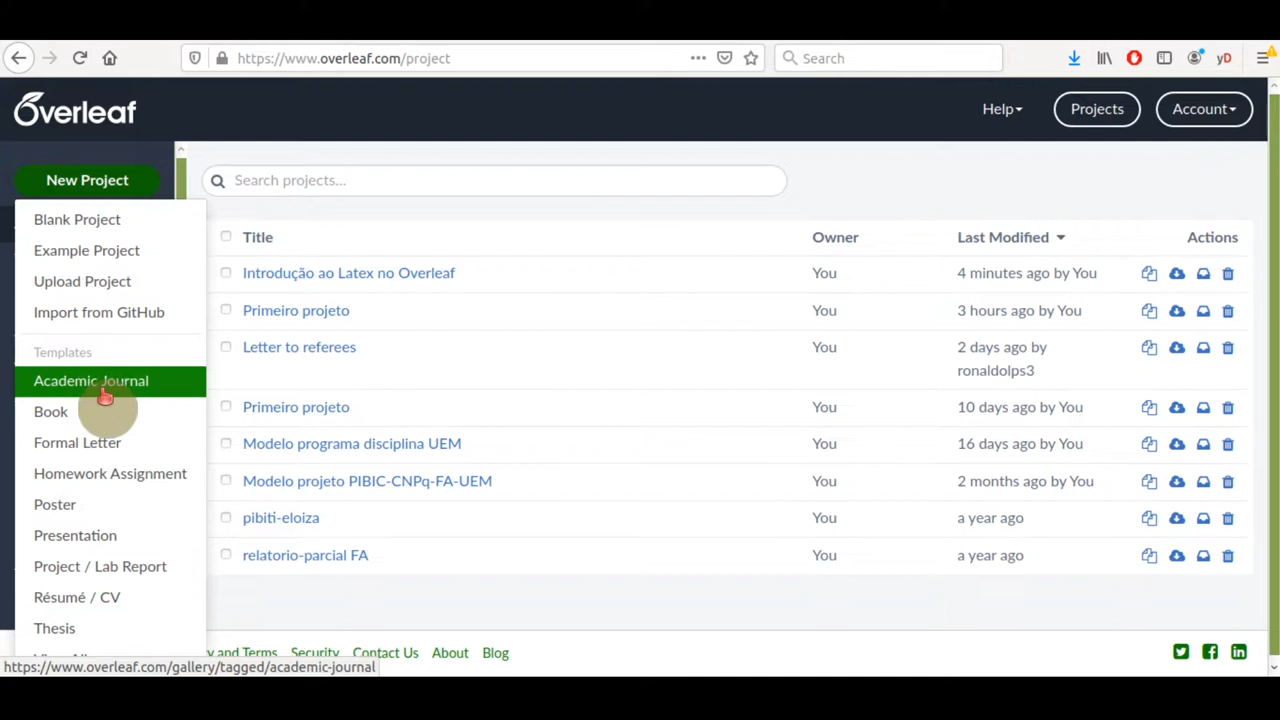 https://www.overleaf.com/project
Search
yD
Overleaf
Help
Projects
Account
New Project
Search projects...
Blank Project
Example Project
Upload Project
Import from GitHub
Templates
Academic Journal
Book
Formal Letter
Homework Assignment
Poster
Presentation
Project / Lab Report
Résumé / CV
Thesis
Title Owner Last Modified Actions
Introdução ao Latex no Overleaf You 4 minutes ago by You
Primeiro projeto You 3 hours ago by You
Letter to referees You 2 days ago by
ronaldolps3
Primeiro projeto You 10 days ago by You
Modelo programa disciplina UEM You 16 days ago by You
Modelo projeto PIBIC-CNPq-FA-UEM You 2 months ago by You
pibiti-eloiza You a year ago
relatorio-parcial FA You a year ago
and Terms Security Contact Us About Blog
https://www.overleaf.com/gallery/tagged/academic-journal